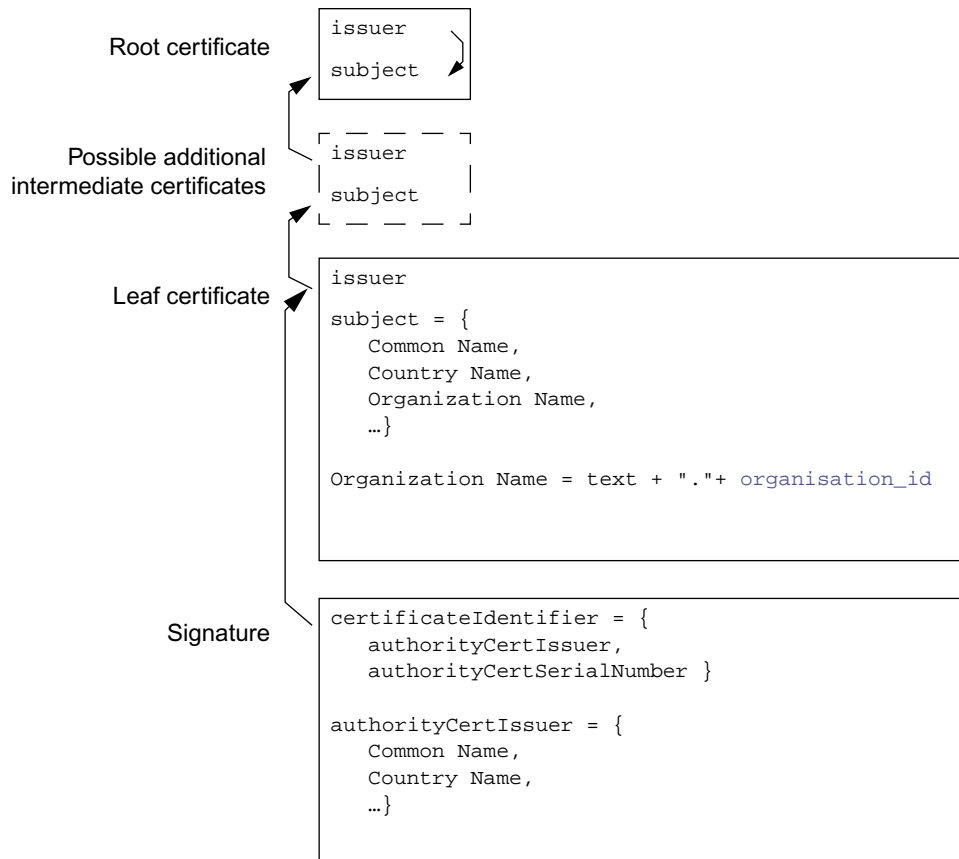 Root certificate
issuer
subject
Possible additional
intermediate certificates
issuer
subject
Leaf certificate
issuer
subject = {
Common Name,
Country Name,
Organization Name,
…}
Organization Name = text + "."+ organisation_id
Signature
certificateIdentifier = {
authorityCertIssuer,
authorityCertSerialNumber }
authorityCertIssuer = {
Common Name,
Country Name,
…}